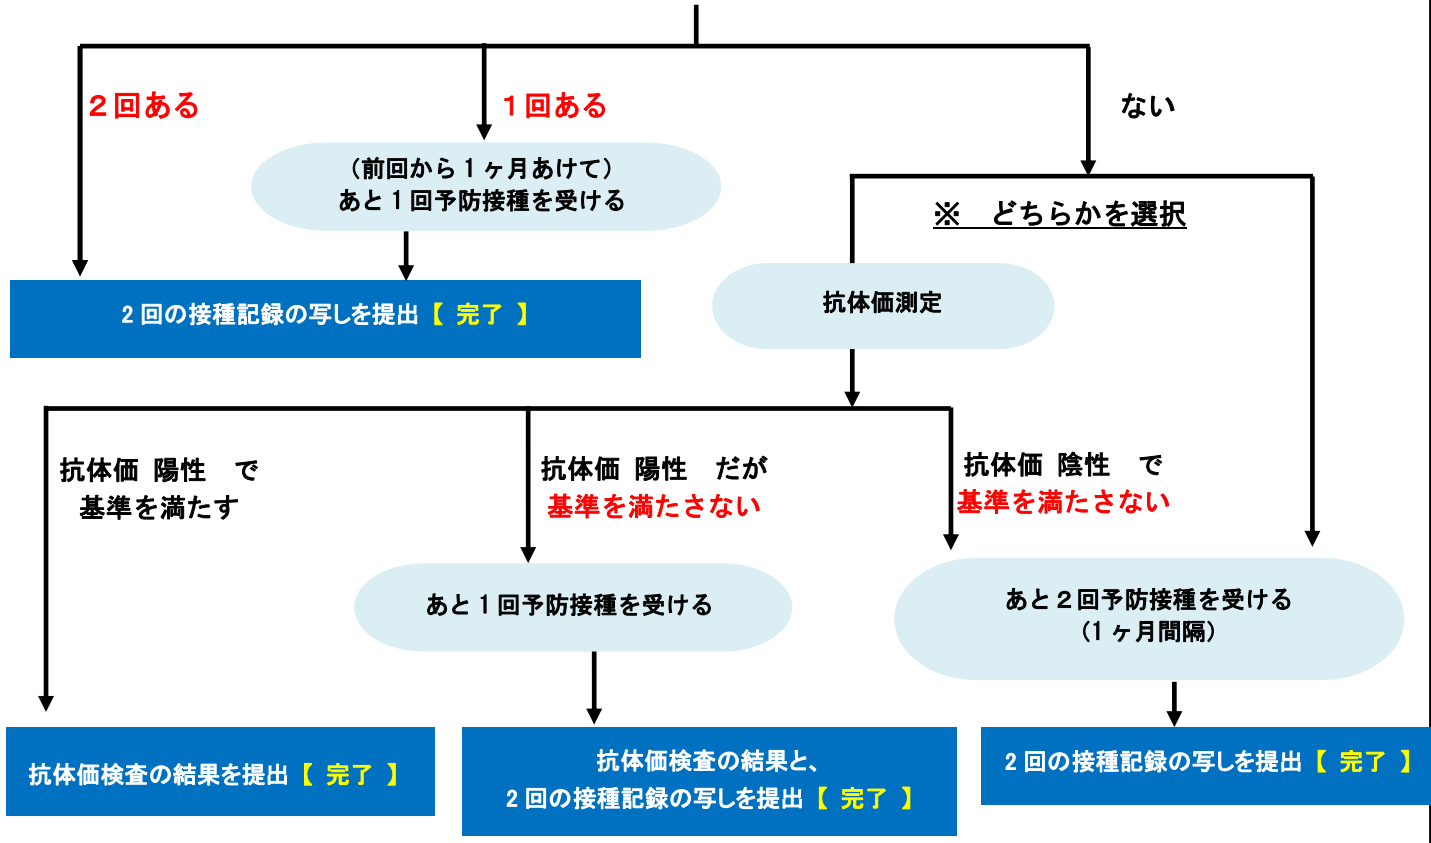 ２回ある
１回ある
ない
（前回から１ヶ月あけて）
あと１回予防接種を受ける
※　どちらかを選択
2 回の接種記録の写しを提出【 完了 】
抗体価測定
抗体価 陽性　で
基準を満たす
抗体価 陽性　だが
基準を満たさない
抗体価 陰性　で
基準を満たさない
あと１回予防接種を受ける
あと２回予防接種を受ける
（1 ヶ月間隔）
抗体価検査の結果を提出【 完了 】
抗体価検査の結果と、
2 回の接種記録の写しを提出【 完了 】
2 回の接種記録の写しを提出【 完了 】